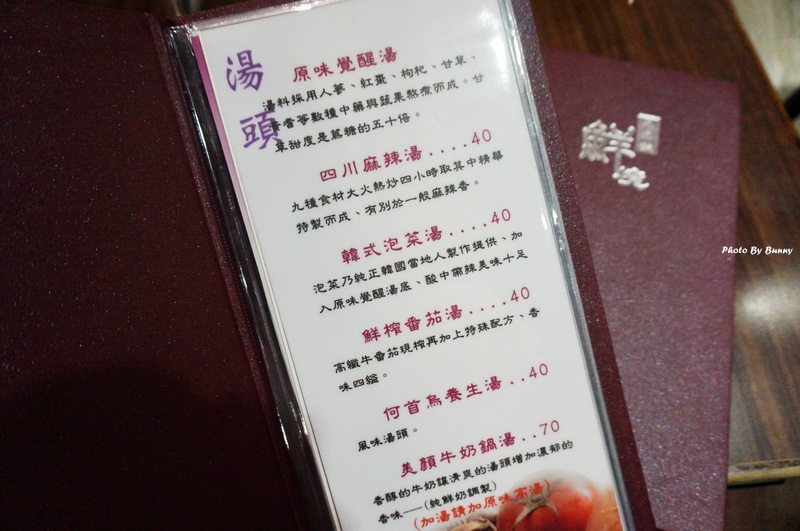 湯頭
原味覺醒湯
湯料採用人蔘、紅棗、枸杞、甘草、
黃耆等數種中藥與蔬果熬煮而成。甘
草甜度是蔗糖的五十倍。
四川麻辣湯....40
九種食材大火熱炒四小時取其中精華
特製而成、有別於一般麻辣香。
韓式泡菜湯....40
泡菜乃純正韓國當地人製作提供、加
入原味覺醒湯底、酸中帶辣美味十足
鮮榨番茄湯....40
高纖牛番茄現榨再加上特殊配方、香
味四溢。
何首烏養生湯..40
風味湯頭。
美顏牛奶鍋湯..70
香醇的牛奶讓清爽的湯頭增加濃郁的
香味——(純鮮奶調製)
(加湯請加原味高湯)
Photo By Bunny